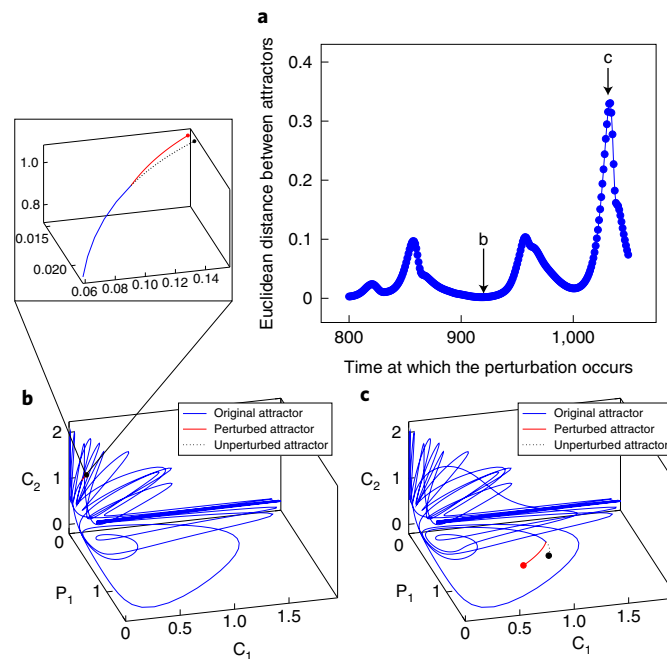 a
Euclidean distance between attractors
0.4
0.3
0.2
0.1
0
c
b
800
900
1,000
Time at which the perturbation occurs
1.0
0.8
0.015
0.020
0.06 0.08 0.10 0.12 0.14
b
Original attractor
Perturbed attractor
Unperturbed attractor
C2
2
1
0
0
P1
1
0
0.5
1.0
1.5
C1
c
Original attractor
Perturbed attractor
Unperturbed attractor
C2
2
1
0
0
P1
1
0
0.5
1.0
1.5
C1